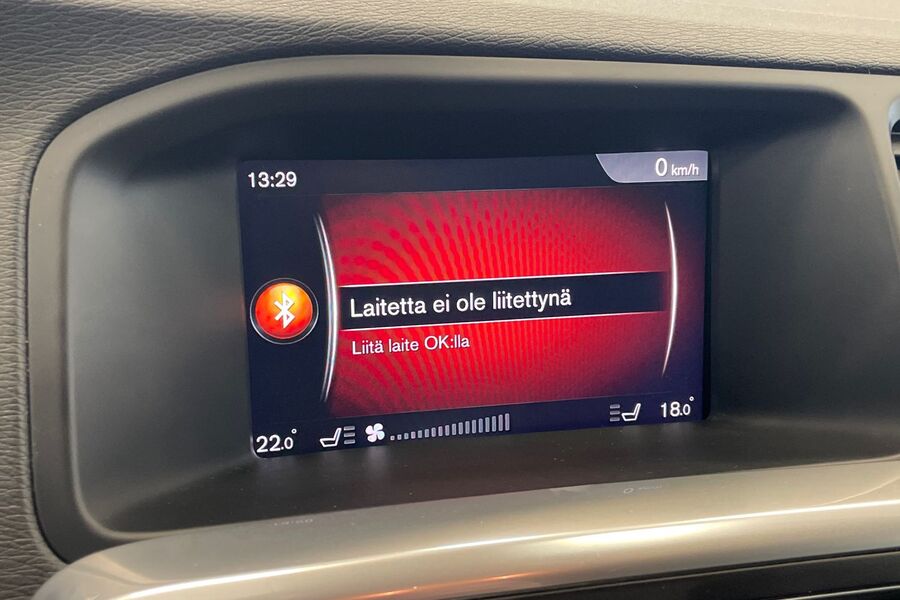 13:29
0 km/h
Laitetta ei ole liitettynä
Liitä laite OK:lla
22.0°
18.0°